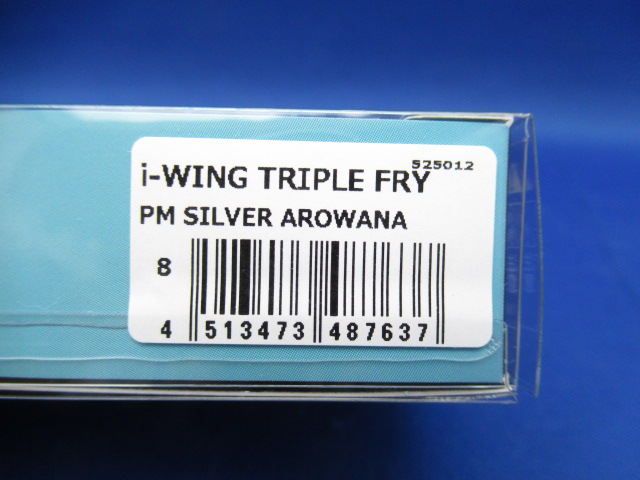 525012
i-WING TRIPLE FRY
PM SILVER AROWANA
8
4 513473 487637